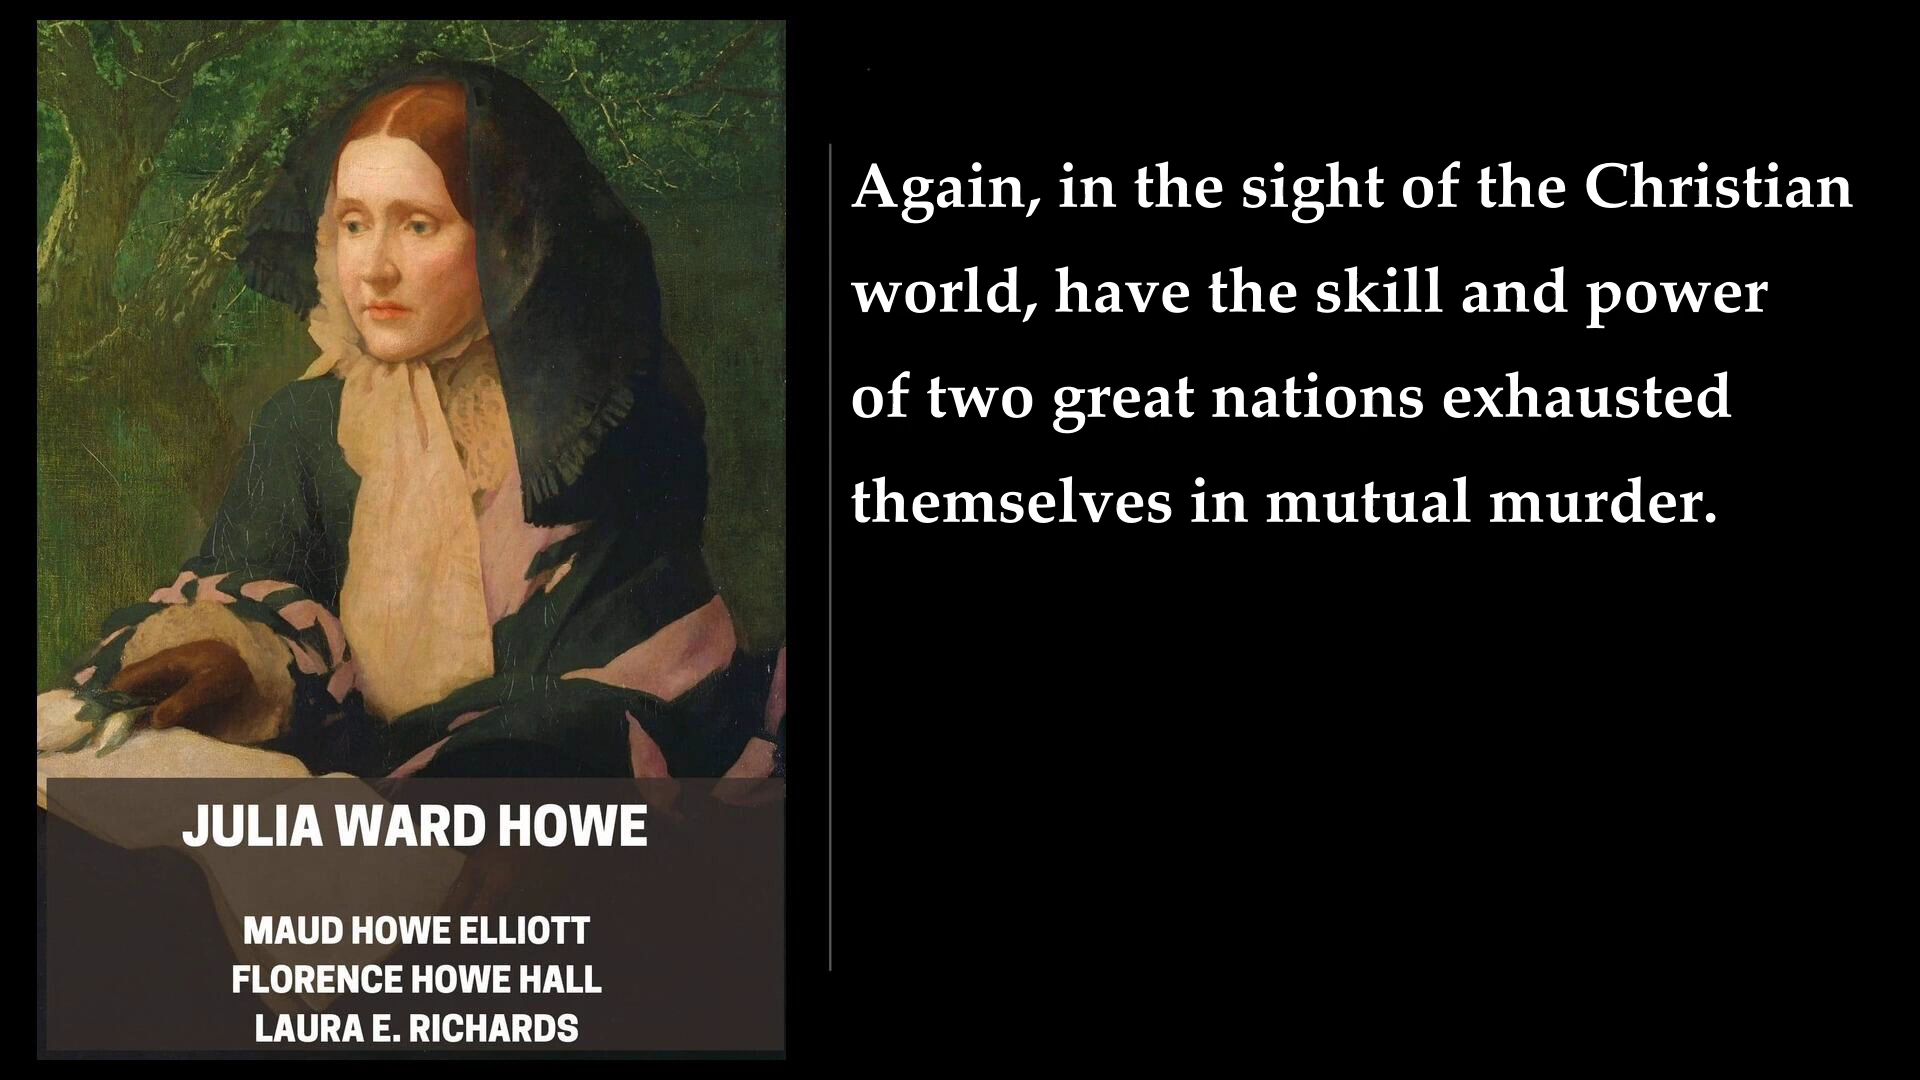 JULIA WARD HOWE
MAUD HOWE ELLIOTT
FLORENCE HOWE HALL
LAURA E. RICHARDS
Again, in the sight of the Christian
world, have the skill and power
of two great nations exhausted
themselves in mutual murder.